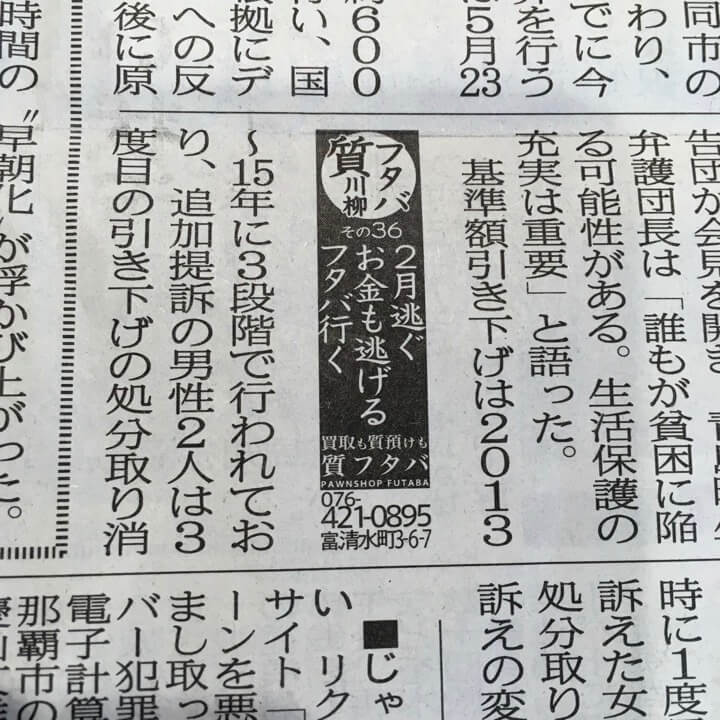 同市の
わり、
でに今
を行う
は5月23
600
い、国
拠にデ
への反
後に原
時間の
告団が会見を開き、
弁護団長は「誰もが貧困に陥
る可能性がある。生活保護の
充実は重要」と語った。
基準額引き下げは2013
フタバ
質川柳
その36
2月逃ぐ
お金も逃げる
フタバ行く
買取も質預けも
質フタバ
PAWNSHOP FUTABA
076-
421-0895
富清水町3-6-7
〜15年に3段階で行われてお
り、追加提訴の男性2人は3
度目の引き下げの処分取り消
〝早朝化〟が浮かび上がった。
時に1度
訴えた女
処分取り
訴えの変
■じゃ
い リク
サイト「
ーンを悪
まし取っ
バー犯罪
電子計算
那覇市の